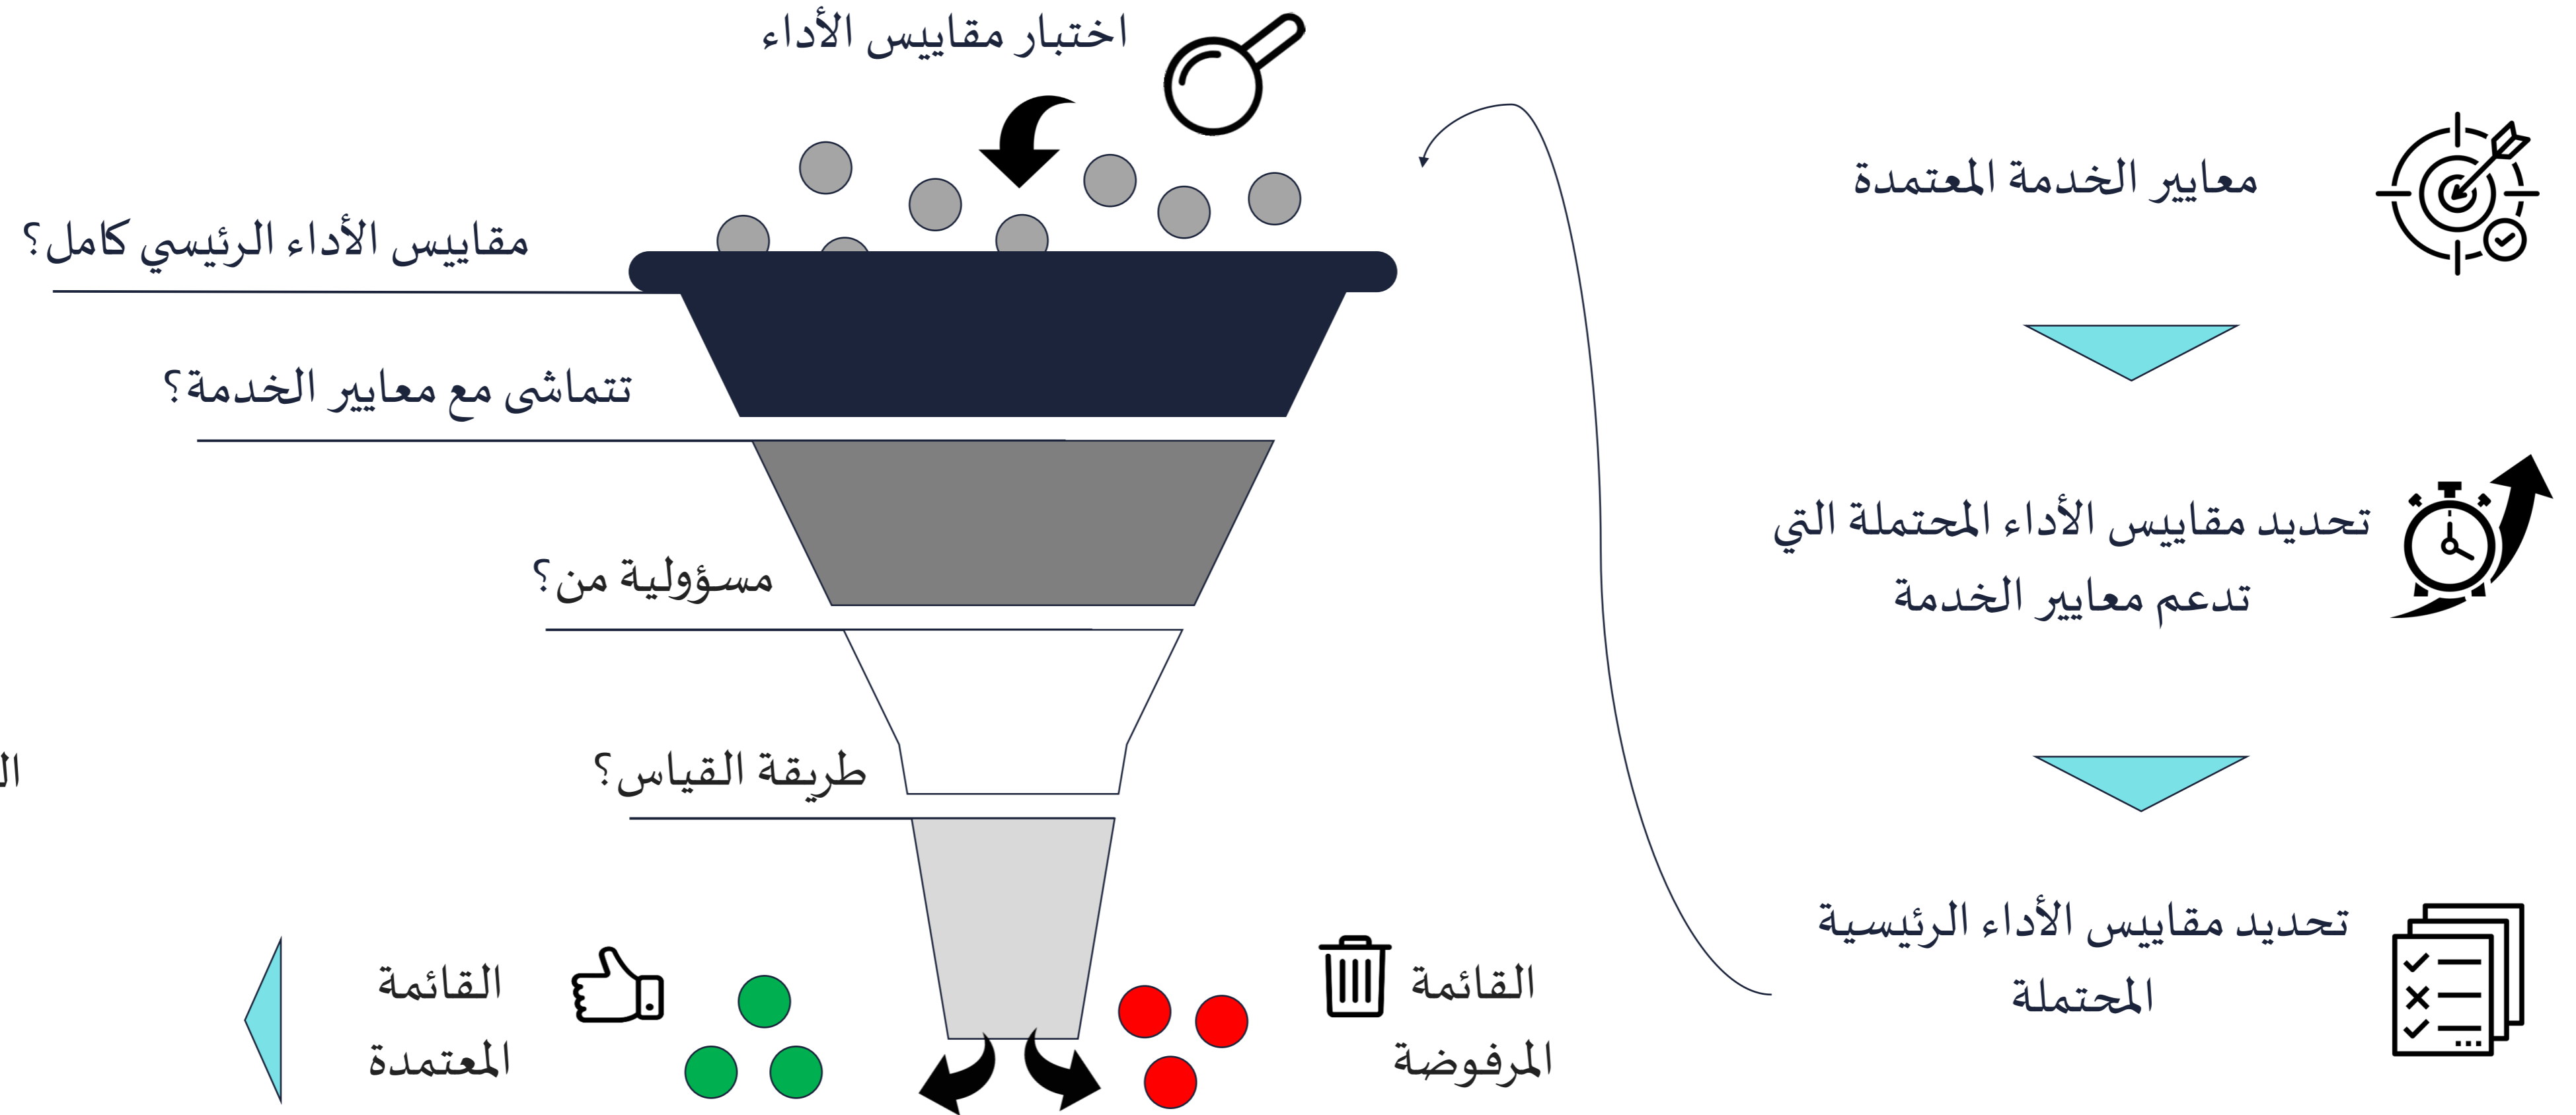 معايير الخدمة المعتمدة
تحديد مقاييس الأداء المحتملة التي
تدعم معايير الخدمة
تحديد مقاييس الأداء الرئيسية
المحتملة
اختبار مقاييس الأداء
مقاييس الأداء الرئيسي كامل؟
تتماشى مع معايير الخدمة؟
مسؤولية من؟
طريقة القياس؟
القائمة
المرفوضة
القائمة
المعتمدة